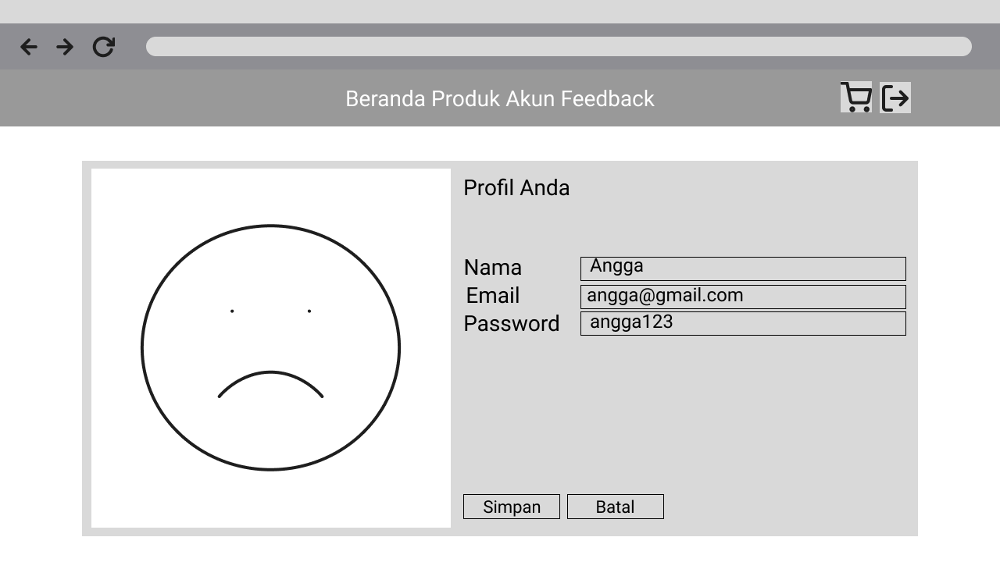 Beranda Produk Akun Feedback
Profil Anda
Nama Angga
Email angga@gmail.com
Password angga123
Simpan Batal